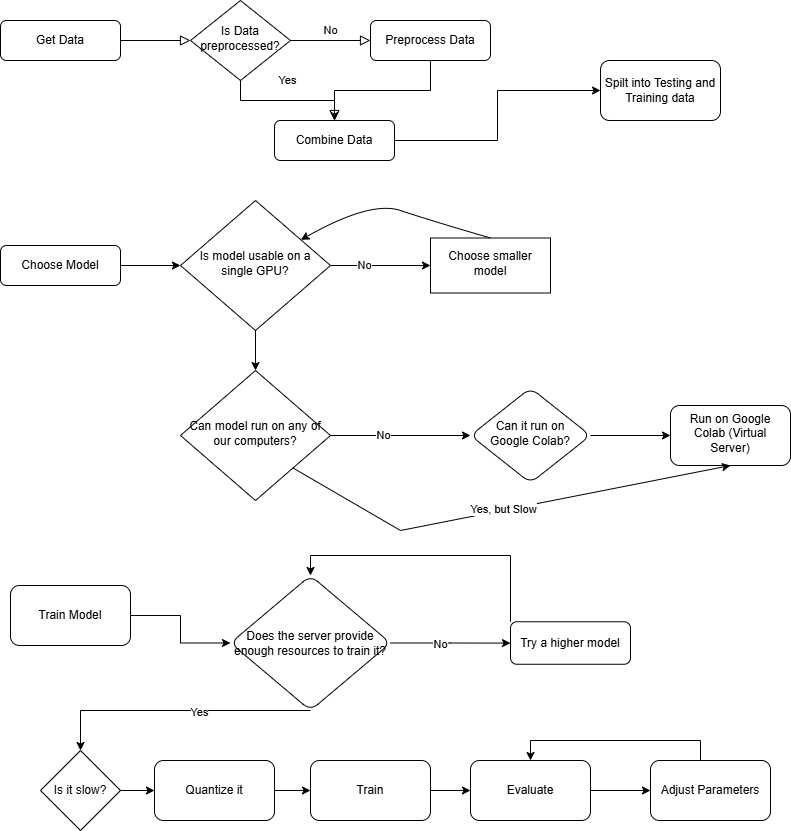 Get Data
Is Data
preprocessed?
No
Preprocess Data
Yes
Combine Data
Spilt into Testing and
Training data
Choose Model
Is model usable on a
single GPU?
No
Choose smaller
model
Can model run on any of
our computers?
No
Can it run on
Google Colab?
Run on Google
Colab (Virtual
Server)
Yes, but Slow
Train Model
Does the server provide
enough resources to train it?
No
Try a higher model
Yes
Is it slow?
Quantize it
Train
Evaluate
Adjust Parameters